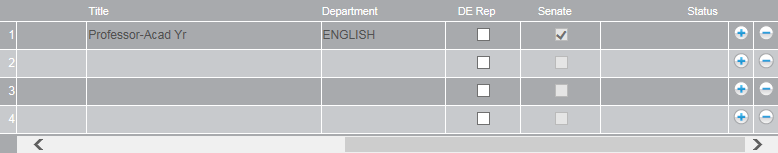 Title Department DE Rep Senate Status
1 Professor-Acad Yr ENGLISH
2
3
4